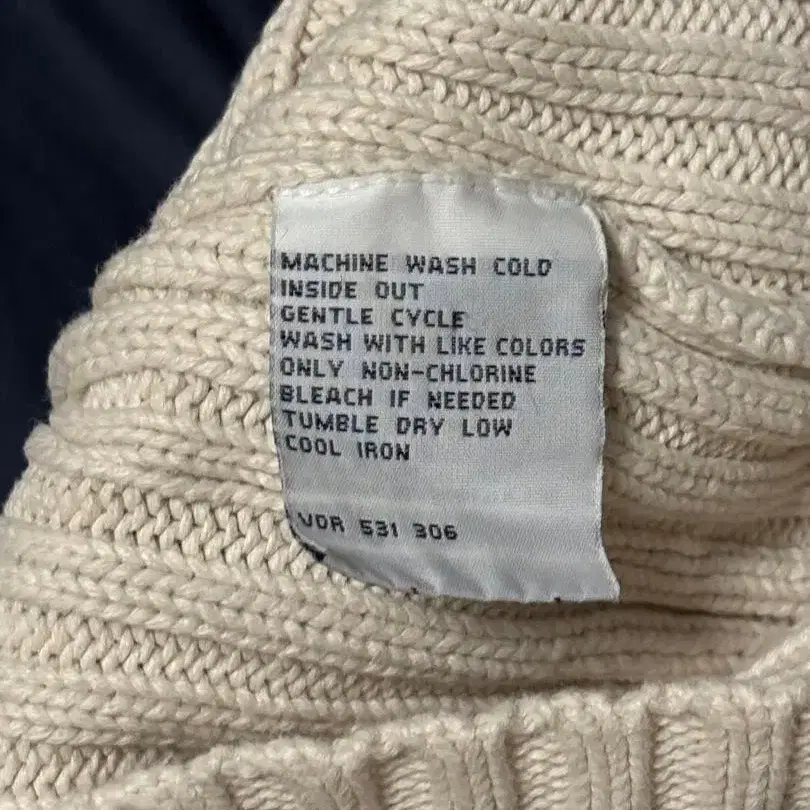 MACHINE WASH COLD
INSIDE OUT
GENTLE CYCLE
WASH WITH LIKE COLORS
ONLY NON-CHLORINE
BLEACH IF NEEDED
TUMBLE DRY LOW
COOL IRON
VDR 531 306